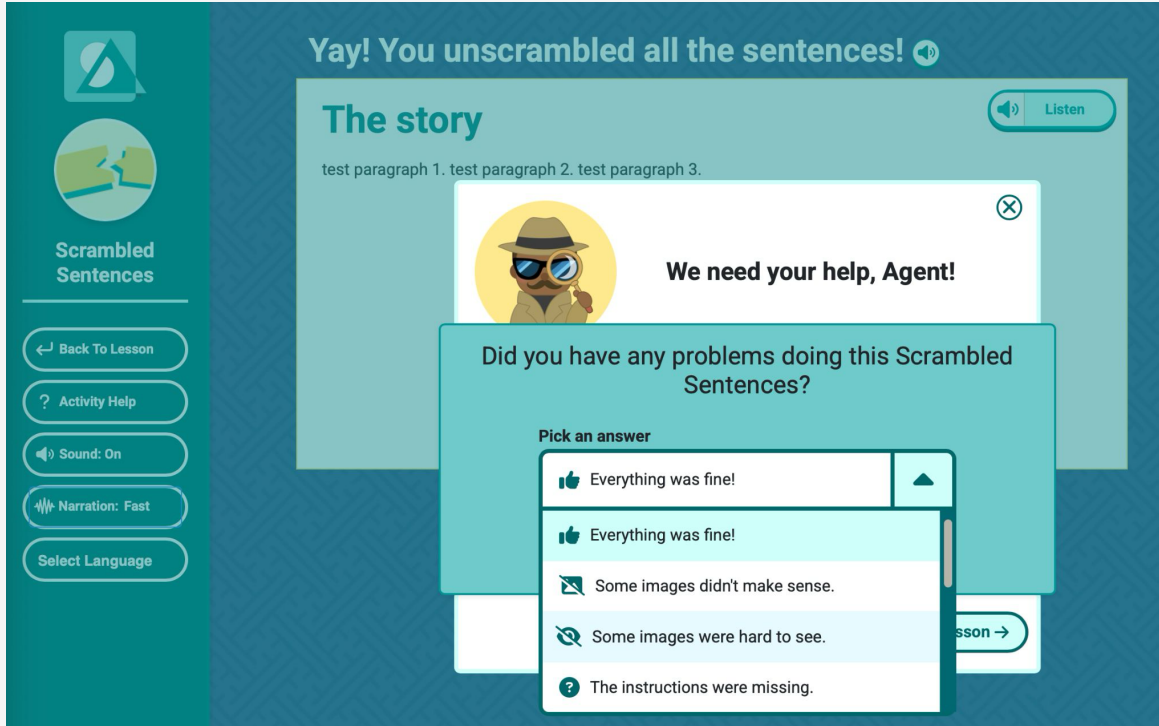 Yay! You unscrambled all the sentences!
The story
Listen
test paragraph 1. test paragraph 2. test paragraph 3.
Scrambled
Sentences
Back To Lesson
? Activity Help
Sound: On
Narration: Fast
Select Language
We need your help, Agent!
Did you have any problems doing this Scrambled
Sentences?
Pick an answer
Everything was fine!
Everything was fine!
Some images didn't make sense.
Some images were hard to see.
? The instructions were missing.
sson →